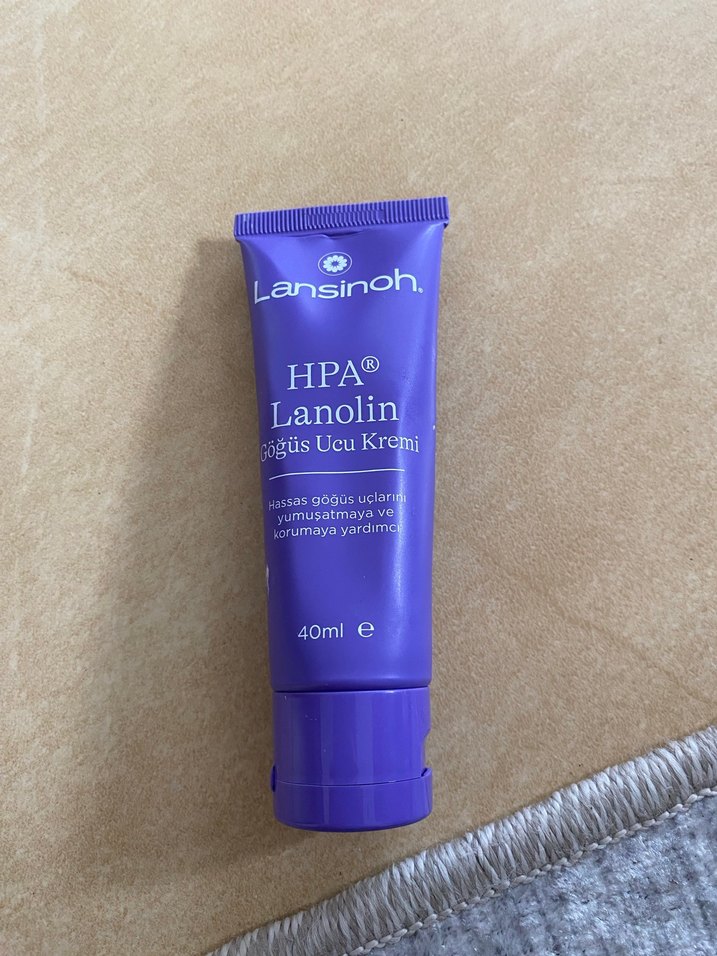 Lansinoh®
HPA®
Lanolin
Göğüs Ucu Kremi
Hassas göğüs uçlarını
yumuşatmaya ve
korumaya yardımcı
40ml ℮